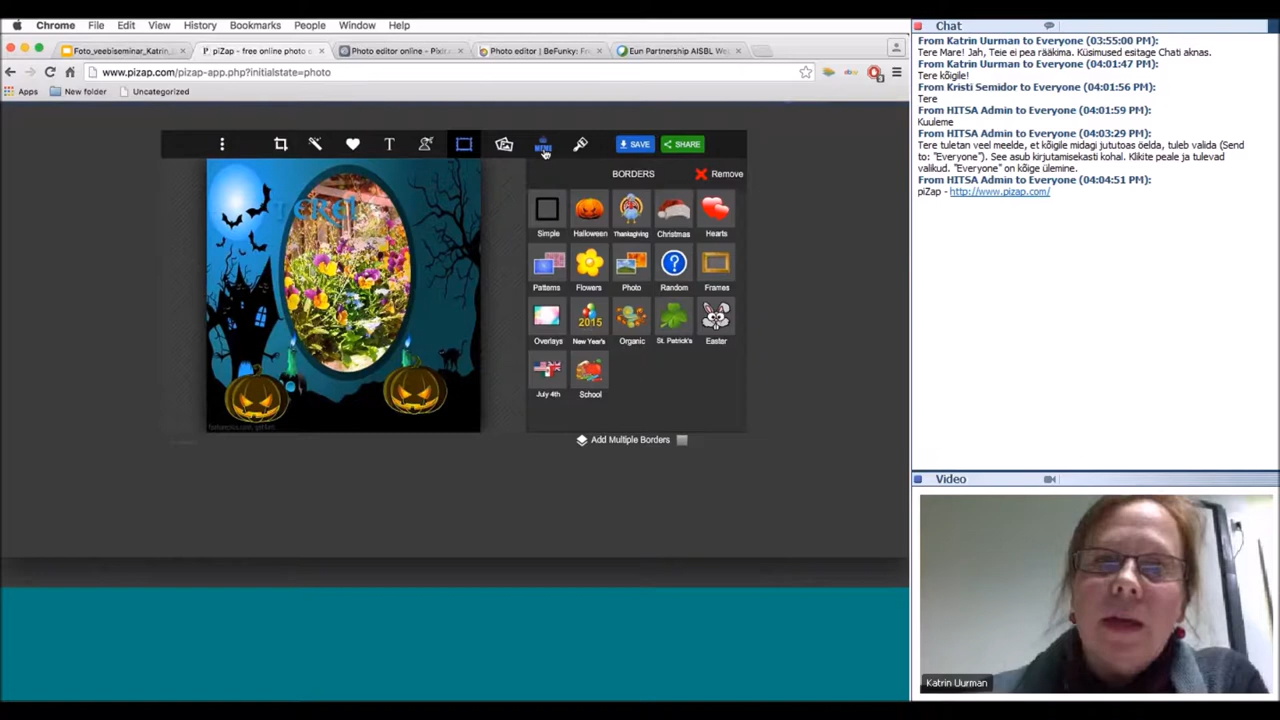 Chrome File Edit View History Bookmarks People Window Help
Foto_veebiseminar_Katrin_ piZap - free online photo e Photo editor online - Pixlr.c Photo editor | BeFunky: Fr Eun Partnership AISBL We
www.pizap.com/pizap-app.php?initialstate=photo
Apps New folder Uncategorized
T MEME SAVE SHARE
BORDERS Remove
TERE!
Simple Halloween Thanksgiving Christmas Hearts
Patterns Flowers Photo Random Frames
2015
Overlays New Year's Organic St. Patrick's Easter
July 4th School
Add Multiple Borders
Chat
From Katrin Uurman to Everyone (03:55:00 PM):
Tere Mare! Jah, Teie ei pea rääkima. Küsimused esitage Chati aknas.
From Katrin Uurman to Everyone (04:01:47 PM):
Tere kõigile!
From Kristi Semidor to Everyone (04:01:56 PM):
Tere
From HITSA Admin to Everyone (04:01:59 PM):
Kuuleme
From HITSA Admin to Everyone (04:03:29 PM):
Tere tuletan veel meelde, et kõigile midagi jututoas öelda, tuleb valida (Send
to: "Everyone"). See asub kirjutamisekasti kohal. Klikite peale ja tulevad
valikud. "Everyone" on kõige ülemine.
From HITSA Admin to Everyone (04:04:51 PM):
piZap - http://www.pizap.com/
Video
Katrin Uurman